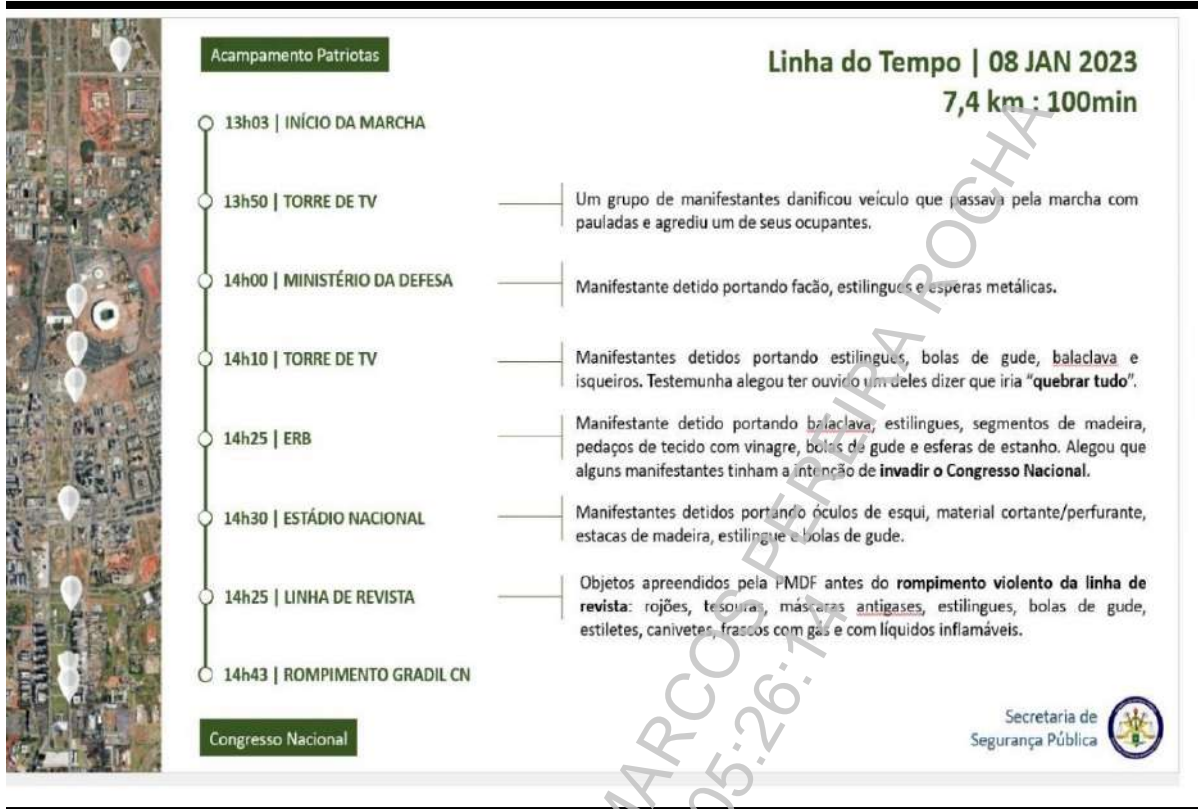 Acampamento Patriotas
Linha do Tempo | 08 JAN 2023
7,4 km : 100min
13h03 | INÍCIO DA MARCHA
13h50 | TORRE DE TV
Um grupo de manifestantes danificou veículo que passava pela marcha com
pauladas e agrediu um de seus ocupantes.
14h00 | MINISTÉRIO DA DEFESA
Manifestante detido portando facão, estilingues e esperas metálicas.
14h10 | TORRE DE TV
Manifestantes detidos portando estilingues, bolas de gude, balaclava e
isqueiros. Testemunha alegou ter ouvido um deles dizer que iria “quebrar tudo”.
14h25 | ERB
Manifestante detido portando balaclava, estilingues, segmentos de madeira,
pedaços de tecido com vinagre, bolas de gude e esferas de estanho. Alegou que
alguns manifestantes tinham a intenção de invadir o Congresso Nacional.
14h30 | ESTÁDIO NACIONAL
Manifestantes detidos portando óculos de esqui, material cortante/perfurante,
estacas de madeira, estilingue e bolas de gude.
14h25 | LINHA DE REVISTA
Objetos apreendidos pela PMDF antes do rompimento violento da linha de
revista: rojões, tesouras, máscaras antigases, estilingues, bolas de gude,
estiletes, canivetes, frascos com gás e com líquidos inflamáveis.
14h43 | ROMPIMENTO GRADIL CN
Congresso Nacional
Secretaria de
Segurança Pública
MARCOS PEREIRA ROCHA
05:26:14